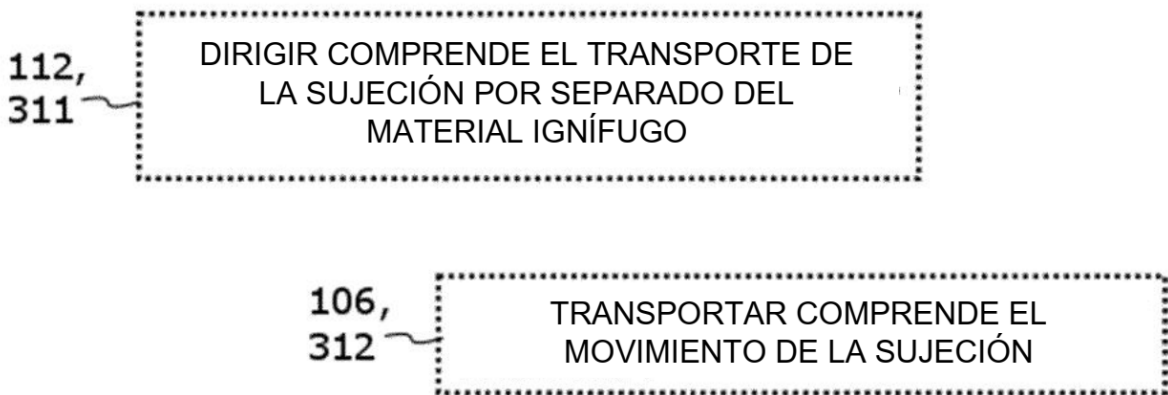 112,
311
DIRIGIR COMPRENDE EL TRANSPORTE DE
LA SUJECIÓN POR SEPARADO DEL
MATERIAL IGNÍFUGO
106,
312
TRANSPORTAR COMPRENDE EL
MOVIMIENTO DE LA SUJECIÓN